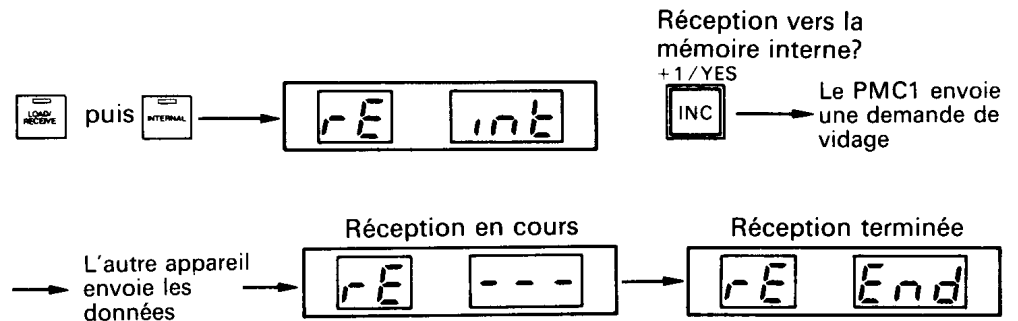 Réception vers la
mémoire interne?
+1/YES
LOAD/
RECEIVE
puis
INTERNAL
rE int
INC
Le PMC1 envoie
une demande de
vidage
Réception en cours
Réception terminée
L'autre appareil
envoie les
données
rE ---
rE End